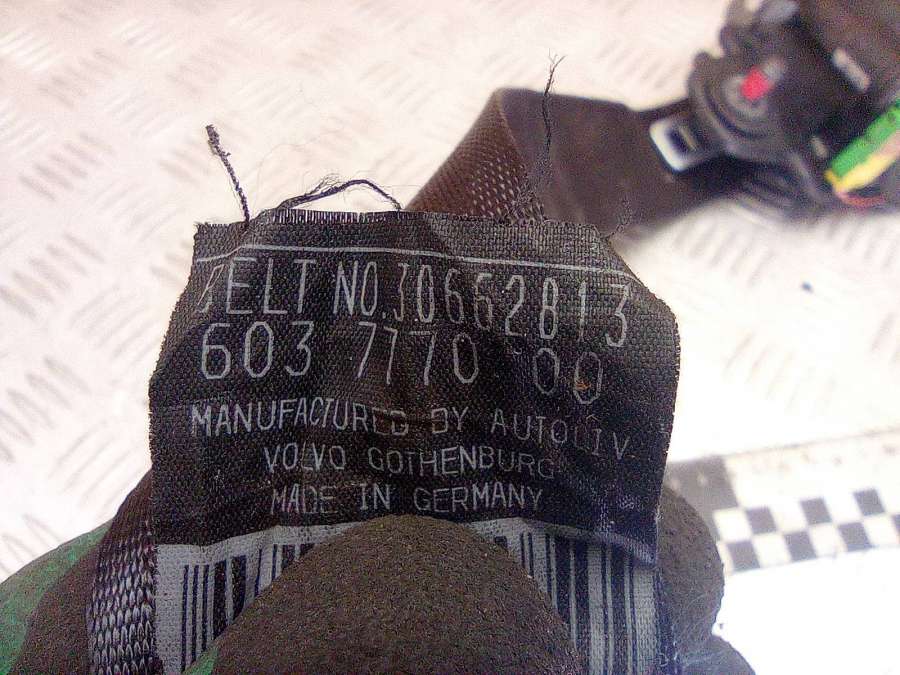 BELT NO.30662813
603 7770 00
MANUFACTURED BY AUTOLIV
VOLVO GOTHENBURG
MADE IN GERMANY